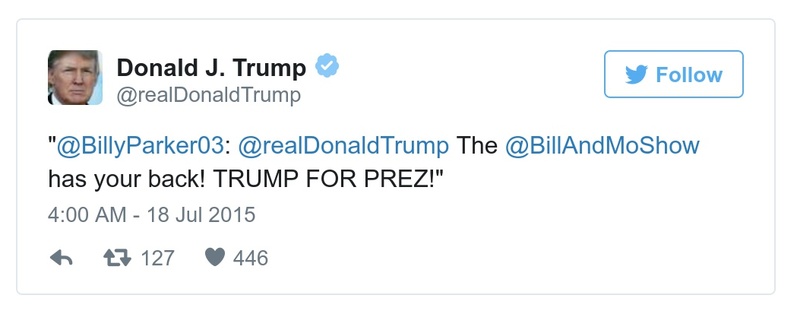 Donald J. Trump
Follow
@realDonaldTrump
"@BillyParker03: @realDonaldTrump The @BillAndMoShow
has your back! TRUMP FOR PREZ!"
4:00 AM - 18 Jul 2015
127 446